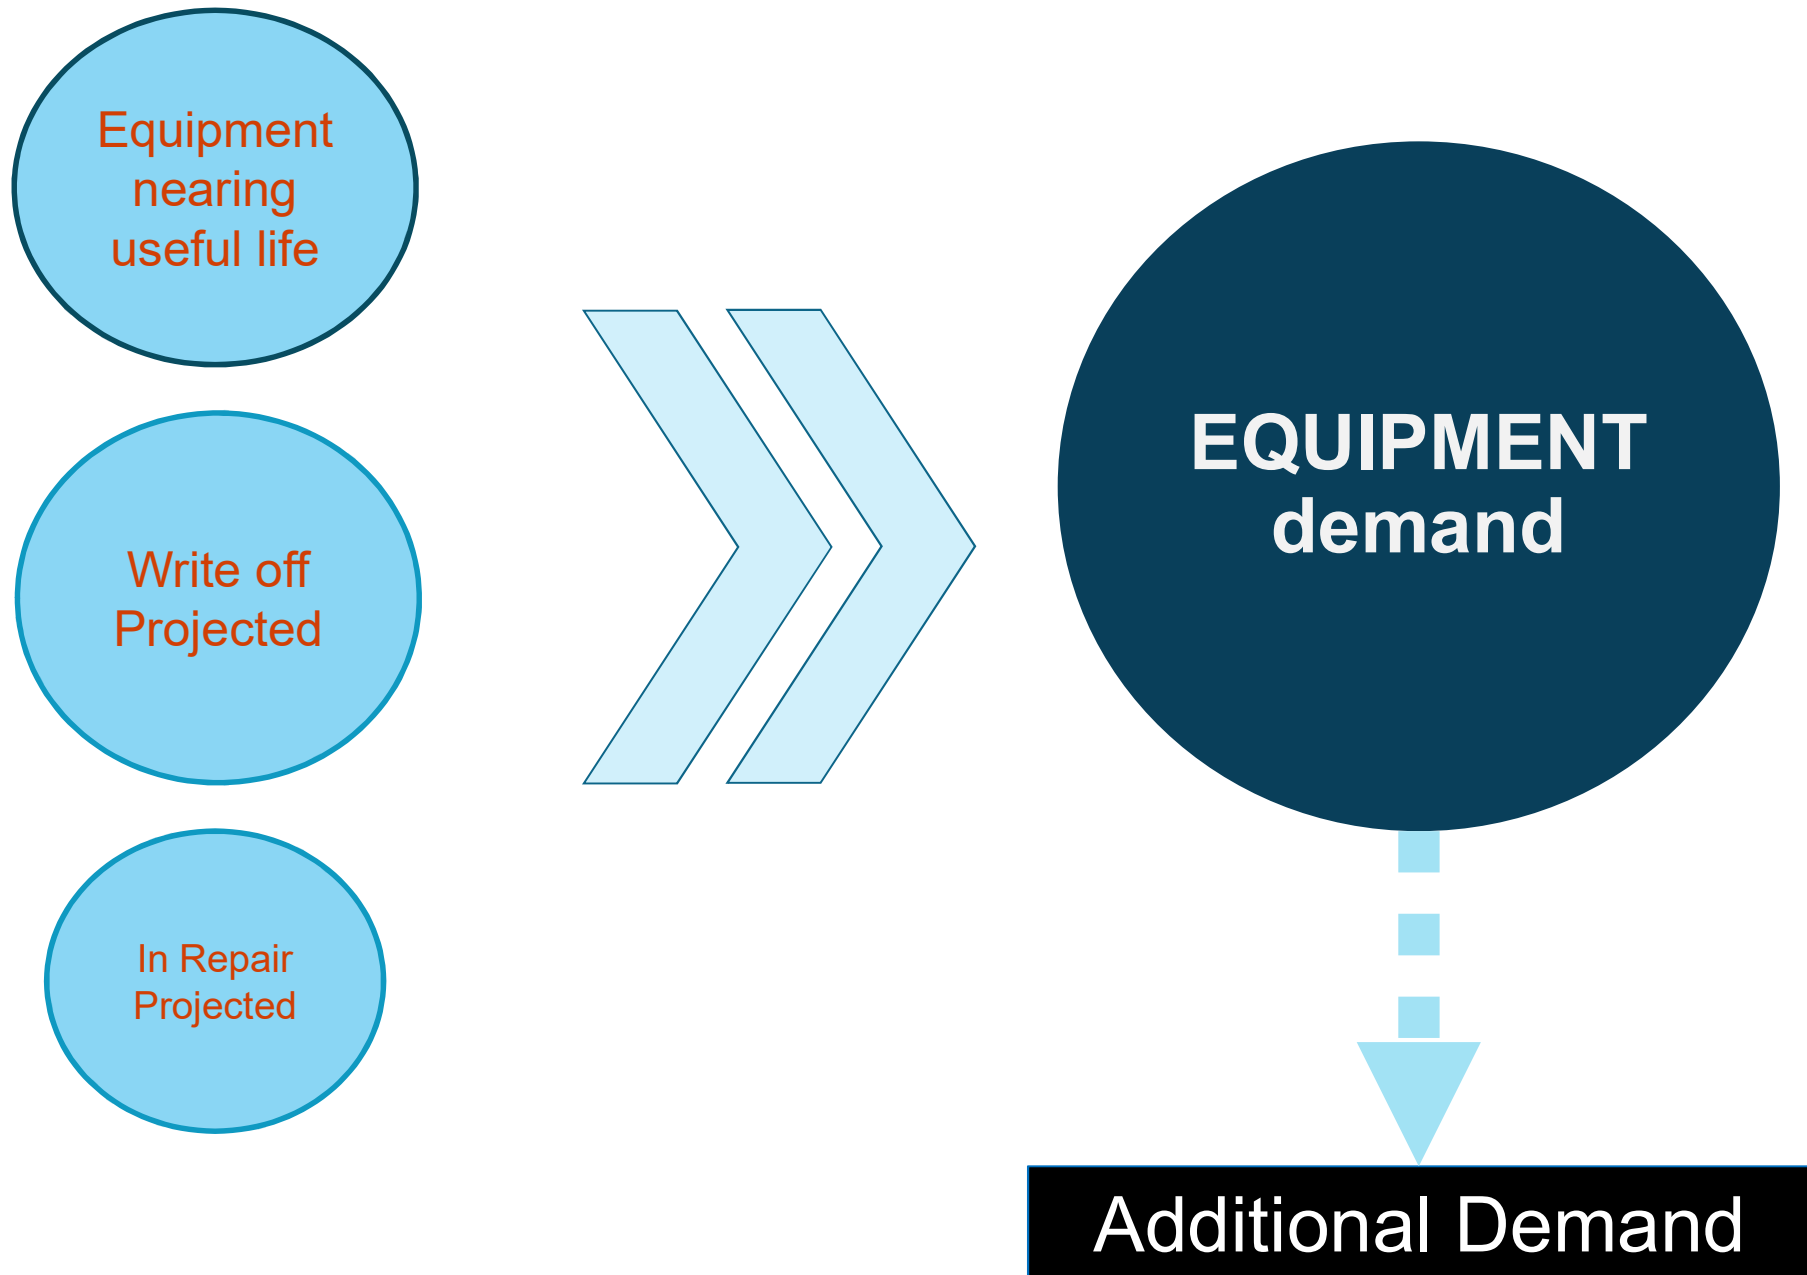 Equipment
nearing
useful life
Write off
Projected
In Repair
Projected
EQUIPMENT
demand
Additional Demand